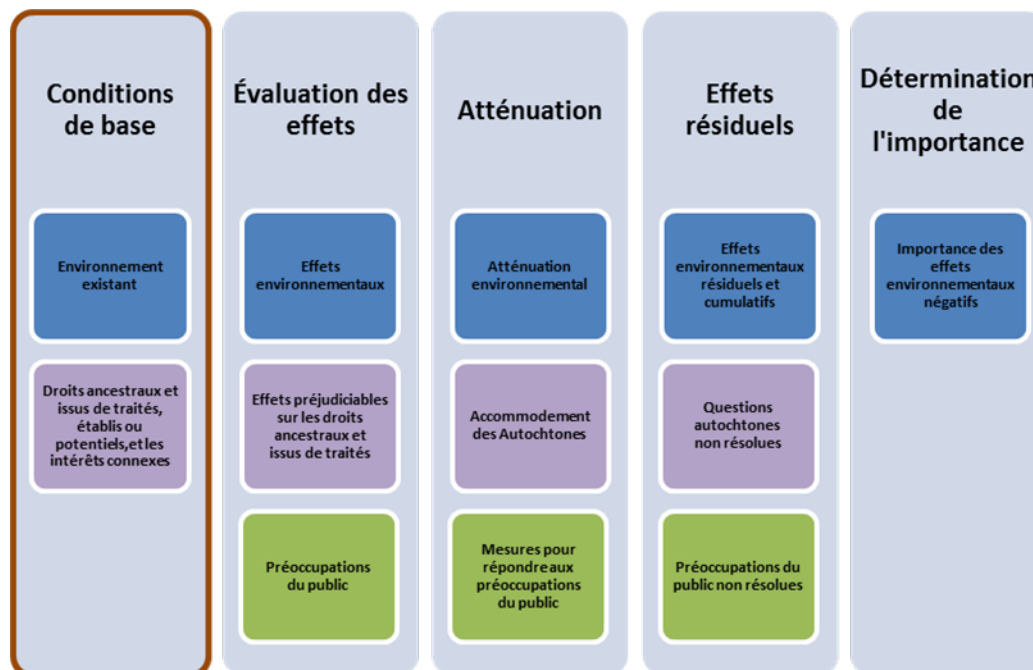 Conditions
de base
Environnement
existant
Droits ancestraux et
issus de traités,
établis ou
potentiels,et les
intérêts connexes
Évaluation des
effets
Effets
environnementaux
Effets préjudiciables
sur les droits
ancestraux et
issus de traités
Préoccupations
du public
Atténuation
Atténuation
environnemental
Accommodement
des Autochtones
Mesures pour
répondre aux
préoccupations
du public
Effets
résiduels
Effets
environnementaux
résiduels et
cumulatifs
Questions
autochtones
non résolues
Préoccupations du
public non résolues
Détermination
de
l'importance
Importance des
effets
environnementaux
négatifs